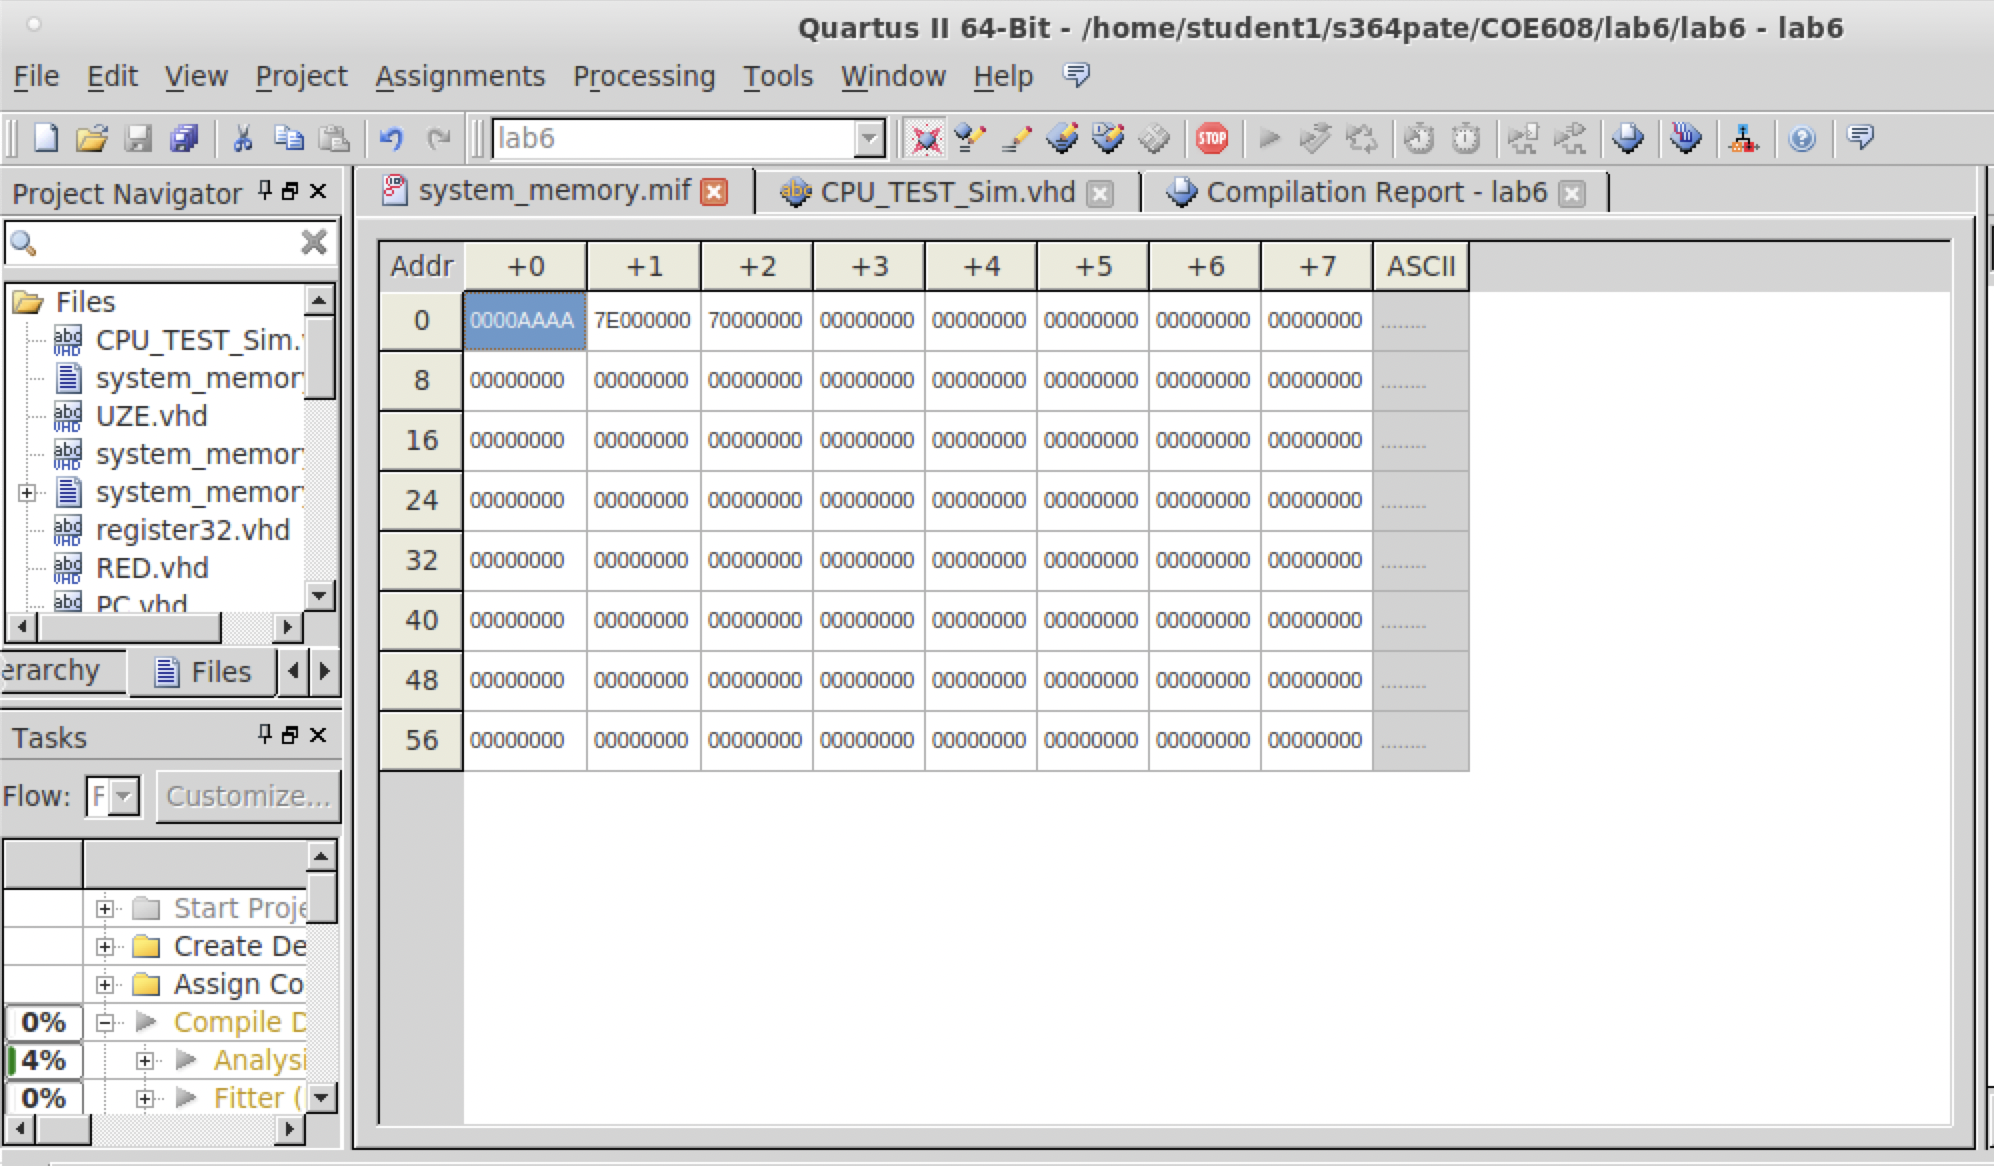 Quartus II 64-Bit - /home/student1/s364pate/COE608/lab6/lab6 - lab6
File Edit View Project Assignments Processing Tools Window Help
lab6
STOP
Project Navigator
Files
CPU_TEST_Sim.
system_memor
UZE.vhd
system_memor
system_memor
register32.vhd
RED.vhd
PC.vhd
erarchy Files
Tasks
Flow: F Customize...
Start Proje
Create De
Assign Co
0% Compile D
4% Analysi
0% Fitter (
system_memory.mif CPU_TEST_Sim.vhd Compilation Report - lab6
Addr +0 +1 +2 +3 +4 +5 +6 +7 ASCII
0 0000AAAA 7E000000 70000000 00000000 00000000 00000000 00000000 00000000 ........
8 00000000 00000000 00000000 00000000 00000000 00000000 00000000 00000000 ........
16 00000000 00000000 00000000 00000000 00000000 00000000 00000000 00000000 ........
24 00000000 00000000 00000000 00000000 00000000 00000000 00000000 00000000 ........
32 00000000 00000000 00000000 00000000 00000000 00000000 00000000 00000000 ........
40 00000000 00000000 00000000 00000000 00000000 00000000 00000000 00000000 ........
48 00000000 00000000 00000000 00000000 00000000 00000000 00000000 00000000 ........
56 00000000 00000000 00000000 00000000 00000000 00000000 00000000 00000000 ........